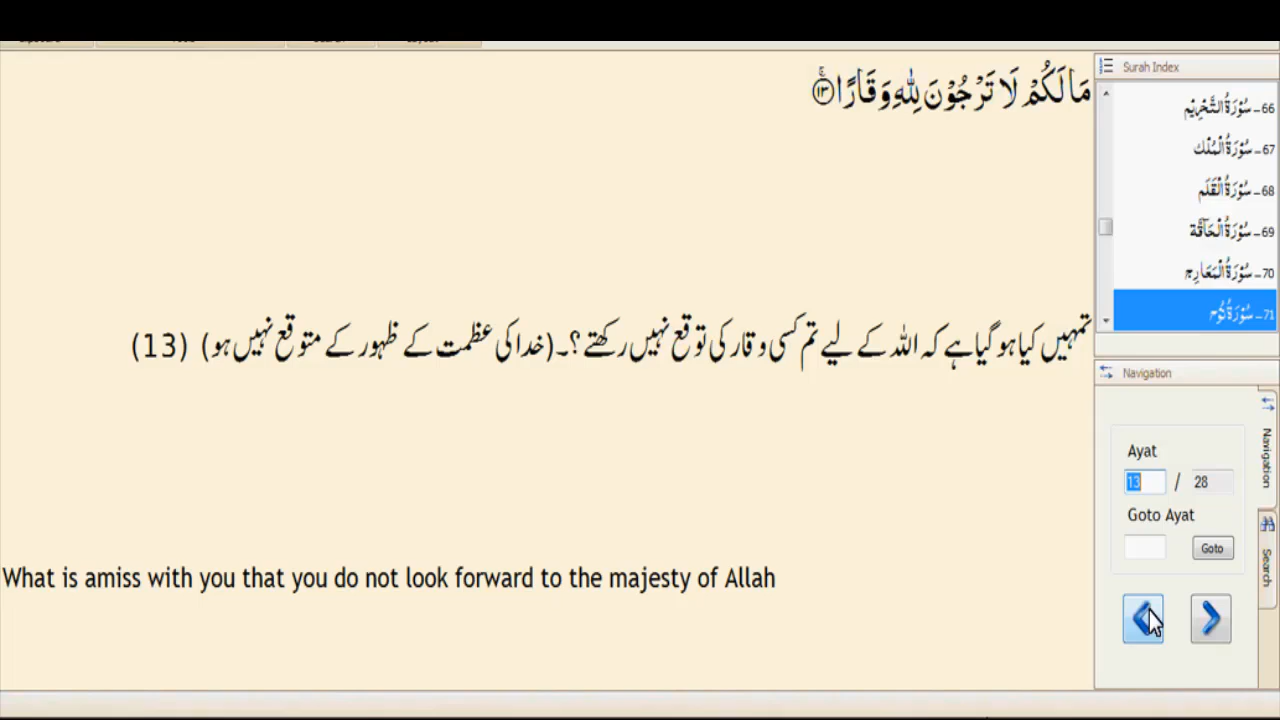 مَا لَكُمْ لَا تَرْجُوْنَ لِلّٰهِ وَقَارًا ۚ﴿۱۳﴾
تمہیں کیا ہو گیا ہے کہ اللہ کے لیے تم کسی وقار کی توقع نہیں رکھتے؟۔(خدا کی عظمت کے ظہور کے متوقع نہیں ہو) (13)
What is amiss with you that you do not look forward to the majesty of Allah
Surah Index
66-سُوْرَةُ التَّحْرِيْمِ
67-سُوْرَةُ الْمُلْك
68-سُوْرَةُ الْقَلَم
69-سُوْرَةُ الْحَآقَّة
70-سُوْرَةُ الْمَعَارِج
71-سُوْرَةُ نُوْح
Navigation
Ayat
13 / 28
Goto Ayat
Goto
Navigation
Search